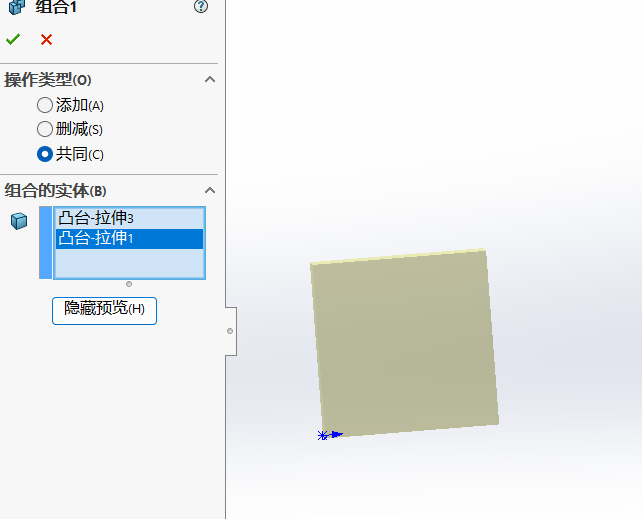 组合1
操作类型(O)
添加(A)
删减(S)
共同(C)
组合的实体(B)
凸台-拉伸3
凸台-拉伸1
隐藏预览(H)